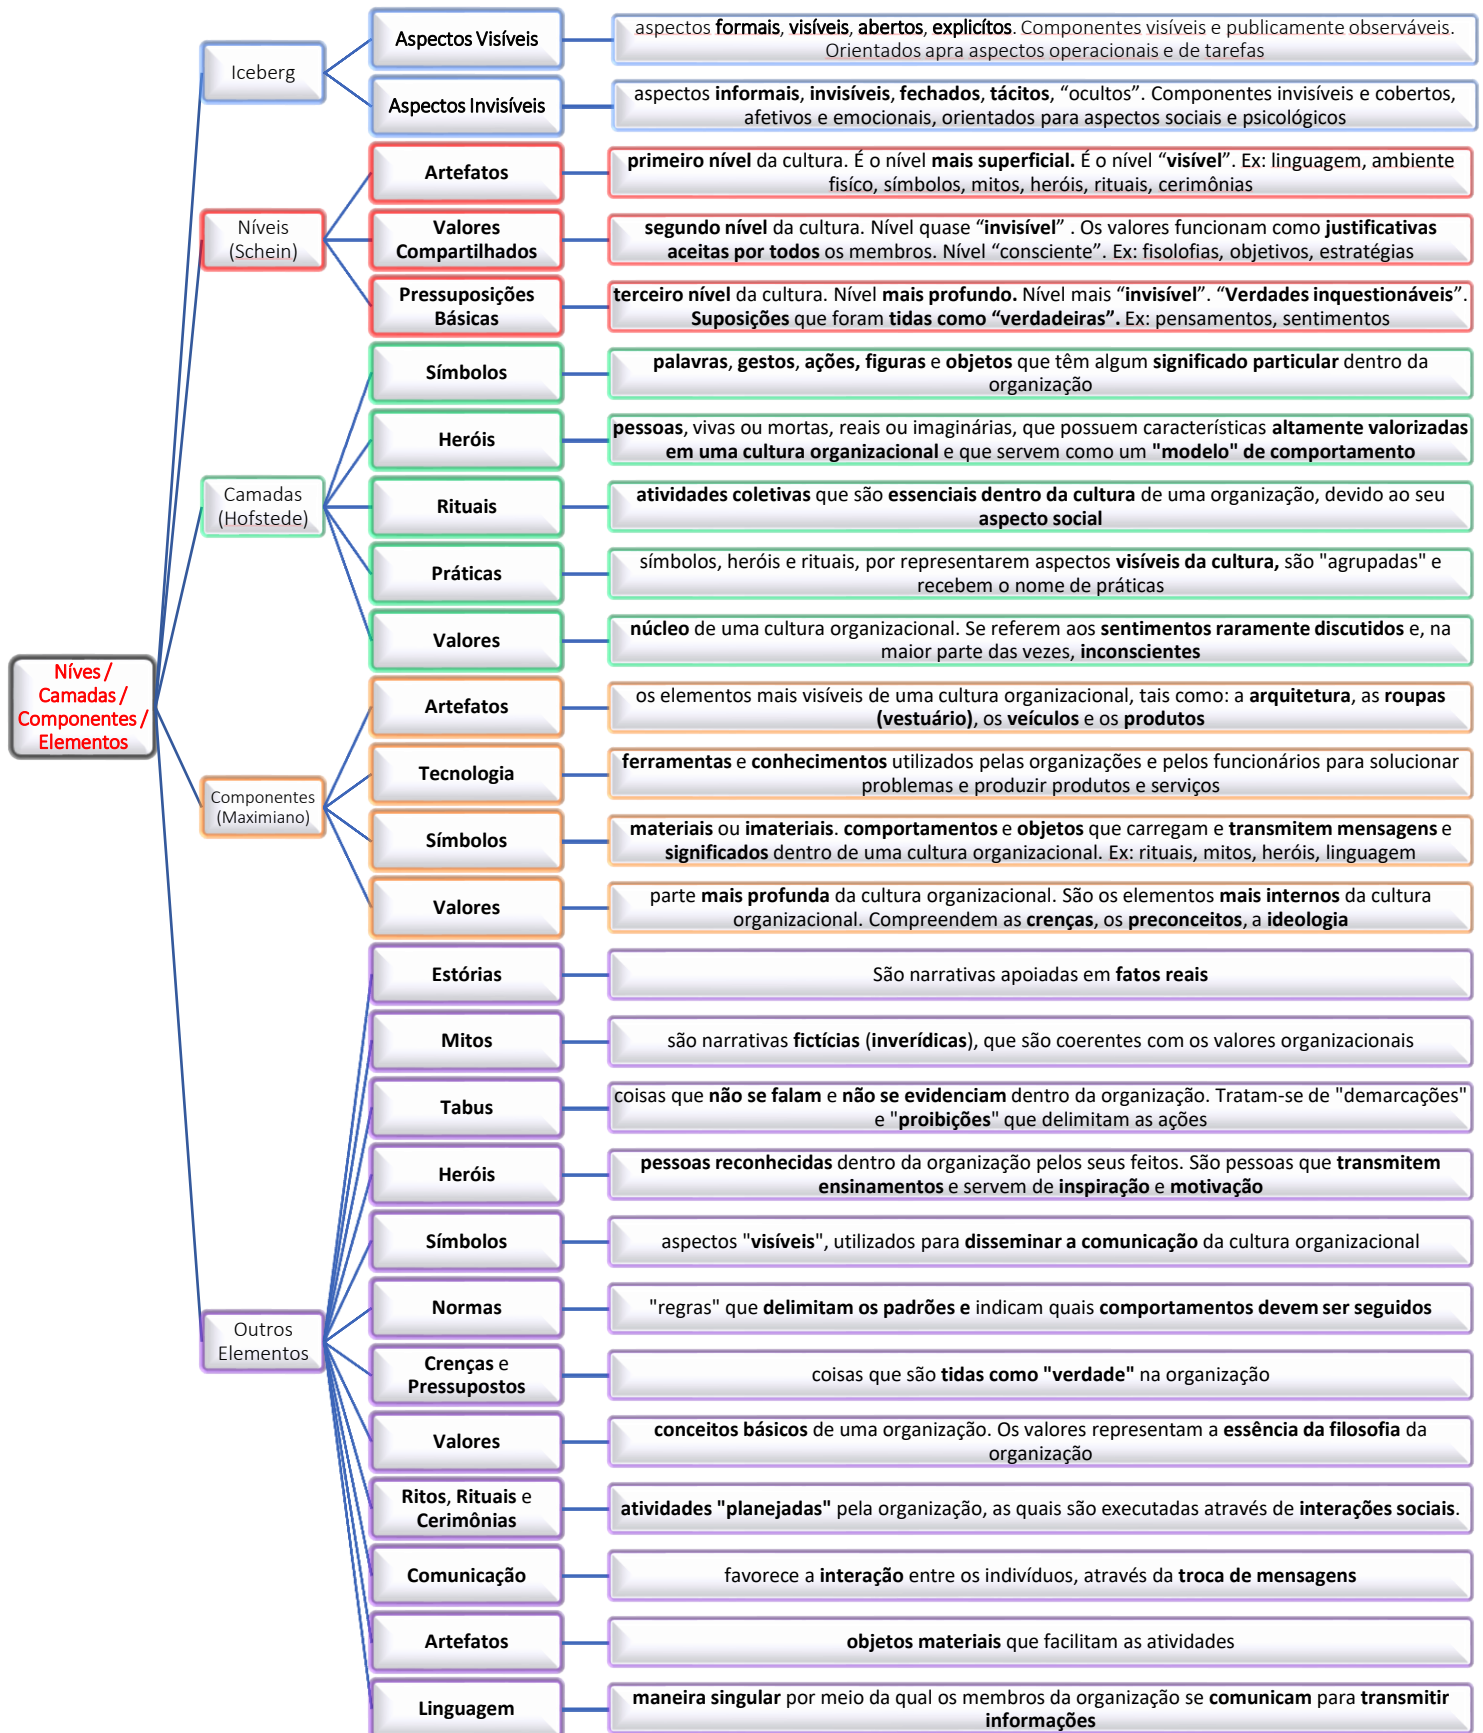 Aspectos Visíveis
aspectos formais, visíveis, abertos, explicítos. Componentes visíveis e publicamente observáveis.
Orientados apra aspectos operacionais e de tarefas
Iceberg
Aspectos Invisíveis
aspectos informais, invisíveis, fechados, tácitos, “ocultos”. Componentes invisíveis e cobertos,
afetivos e emocionais, orientados para aspectos sociais e psicológicos
Artefatos
primeiro nível da cultura. É o nível mais superficial. É o nível “visível”. Ex: linguagem, ambiente
fisíco, símbolos, mitos, heróis, rituais, cerimônias
Níveis
(Schein)
Valores
Compartilhados
segundo nível da cultura. Nível quase “invisível” . Os valores funcionam como justificativas
aceitas por todos os membros. Nível “consciente”. Ex: fisolofias, objetivos, estratégias
Pressuposições
Básicas
terceiro nível da cultura. Nível mais profundo. Nível mais “invisível”. “Verdades inquestionáveis”.
Suposições que foram tidas como “verdadeiras”. Ex: pensamentos, sentimentos
Símbolos
palavras, gestos, ações, figuras e objetos que têm algum significado particular dentro da
organização
Heróis
pessoas, vivas ou mortas, reais ou imaginárias, que possuem características altamente valorizadas
em uma cultura organizacional e que servem como um "modelo" de comportamento
Camadas
(Hofstede)
Rituais
atividades coletivas que são essenciais dentro da cultura de uma organização, devido ao seu
aspecto social
Práticas
símbolos, heróis e rituais, por representarem aspectos visíveis da cultura, são "agrupadas" e
recebem o nome de práticas
Valores
núcleo de uma cultura organizacional. Se referem aos sentimentos raramente discutidos e, na
maior parte das vezes, inconscientes
Níves /
Camadas /
Componentes /
Elementos
Artefatos
os elementos mais visíveis de uma cultura organizacional, tais como: a arquitetura, as roupas
(vestuário), os veículos e os produtos
Tecnologia
ferramentas e conhecimentos utilizados pelas organizações e pelos funcionários para solucionar
problemas e produzir produtos e serviços
Componentes
(Maximiano)
Símbolos
materiais ou imateriais. comportamentos e objetos que carregam e transmitem mensagens e
significados dentro de uma cultura organizacional. Ex: rituais, mitos, heróis, linguagem
Valores
parte mais profunda da cultura organizacional. São os elementos mais internos da cultura
organizacional. Compreendem as crenças, os preconceitos, a ideologia
Estórias
São narrativas apoiadas em fatos reais
Mitos
são narrativas fictícias (inverídicas), que são coerentes com os valores organizacionais
Tabus
coisas que não se falam e não se evidenciam dentro da organização. Tratam-se de "demarcações"
e "proibições" que delimitam as ações
Heróis
pessoas reconhecidas dentro da organização pelos seus feitos. São pessoas que transmitem
ensinamentos e servem de inspiração e motivação
Símbolos
aspectos "visíveis", utilizados para disseminar a comunicação da cultura organizacional
Normas
"regras" que delimitam os padrões e indicam quais comportamentos devem ser seguidos
Outros
Elementos
Crenças e
Pressupostos
coisas que são tidas como "verdade" na organização
Valores
conceitos básicos de uma organização. Os valores representam a essência da filosofia da
organização
Ritos, Rituais e
Cerimônias
atividades "planejadas" pela organização, as quais são executadas através de interações sociais.
Comunicação
favorece a interação entre os indivíduos, através da troca de mensagens
Artefatos
objetos materiais que facilitam as atividades
Linguagem
maneira singular por meio da qual os membros da organização se comunicam para transmitir
informações